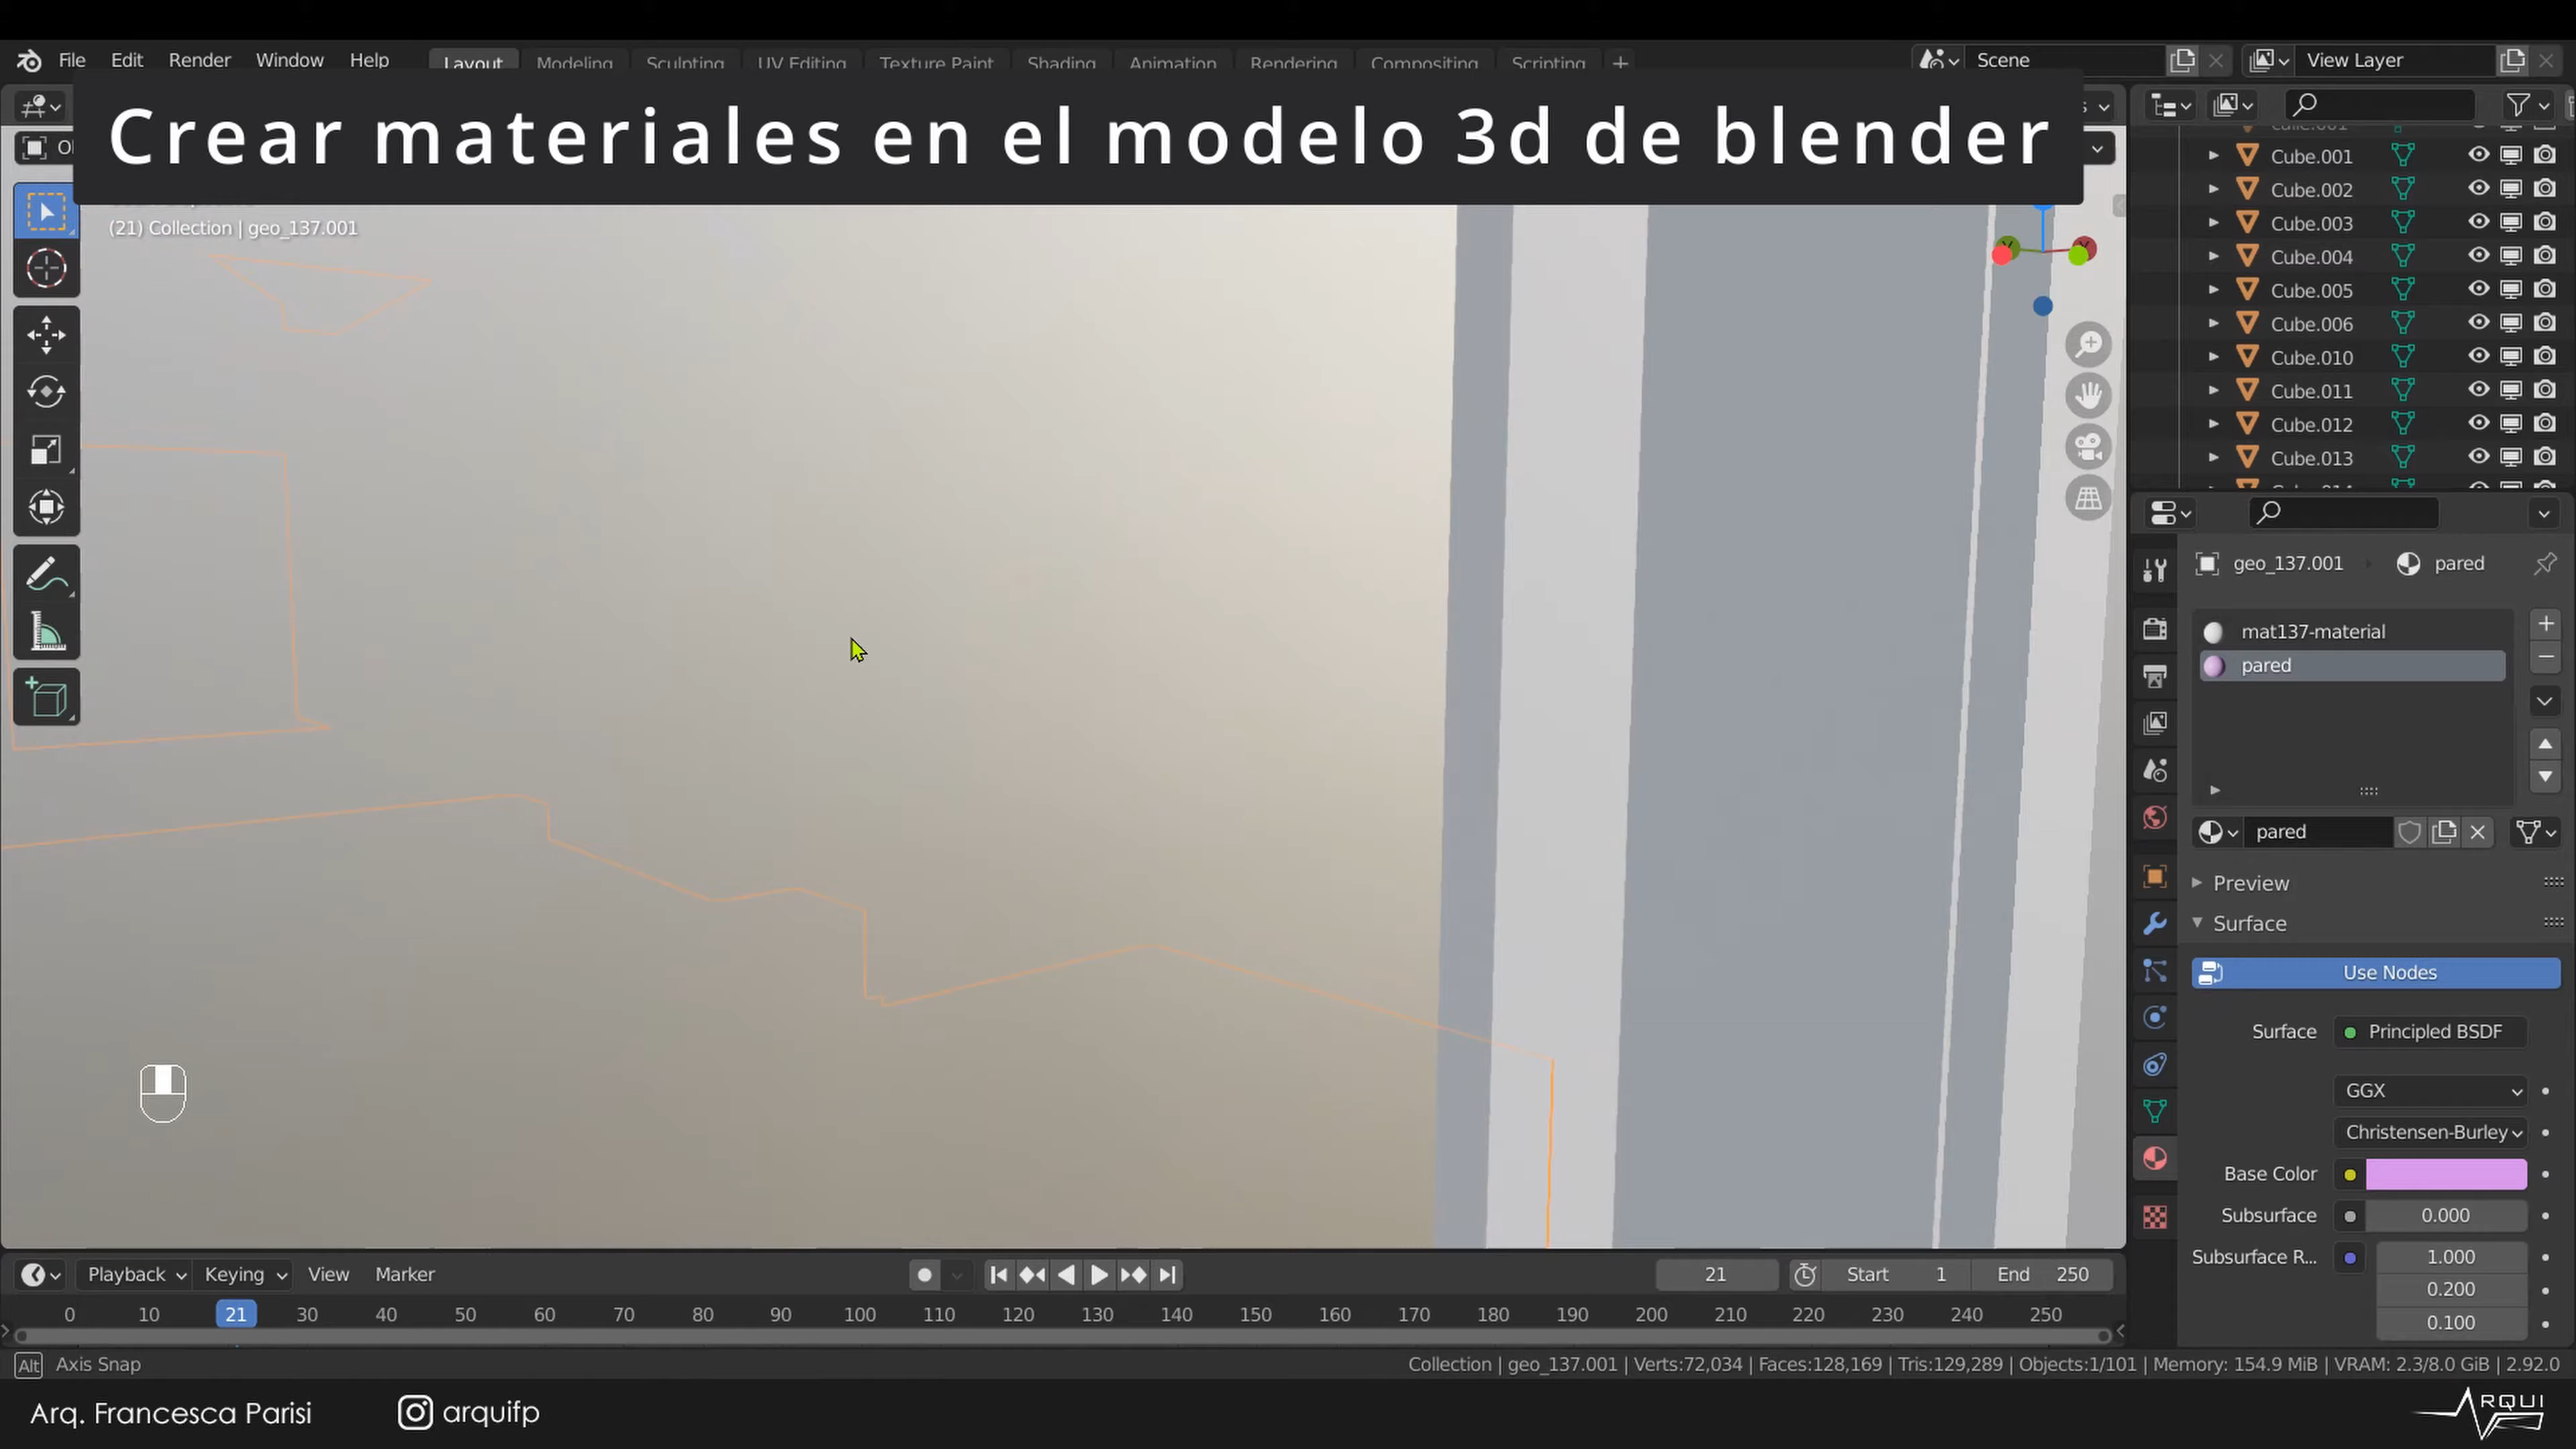 File Edit Render Window Help Layout Modeling Sculpting UV Editing Texture Paint Shading Animation Rendering Compositing Scripting + Scene View Layer
Crear materiales en el modelo 3d de blender
(21) Collection | geo_137.001
Cube.001
Cube.002
Cube.003
Cube.004
Cube.005
Cube.006
Cube.010
Cube.011
Cube.012
Cube.013
geo_137.001 pared
mat137-material
pared
pared
Preview
Surface
Use Nodes
Surface Principled BSDF
GGX
Christensen-Burley
Base Color
Subsurface 0.000
Subsurface R... 1.000
0.200
0.100
Playback Keying View Marker 21 Start 1 End 250
0 10 21 30 40 50 60 70 80 90 100 110 120 130 140 150 160 170 180 190 200 210 220 230 240 250
Alt Axis Snap Collection | geo_137.001 | Verts:72,034 | Faces:128,169 | Tris:129,289 | Objects:1/101 | Memory: 154.9 MiB | VRAM: 2.3/8.0 GiB | 2.92.0
Arq. Francesca Parisi arquifp ARQUI